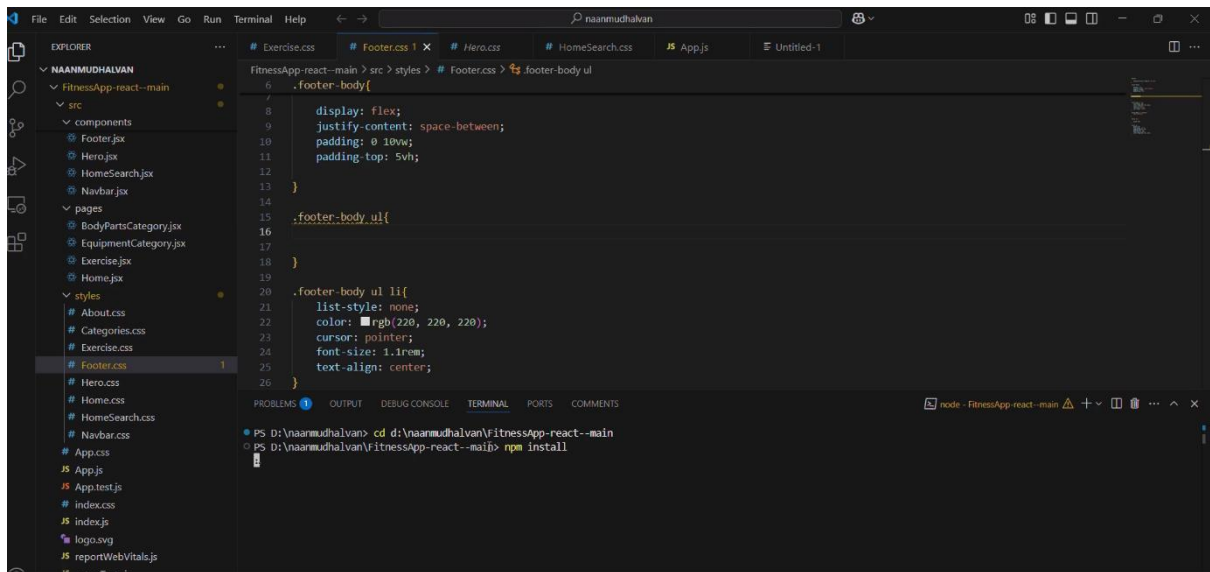 File Edit Selection View Go Run Terminal Help
naanmudhalvan
EXPLORER
# Exercise.css # Footer.css 1 # Hero.css # HomeSearch.css JS App.js Untitled-1
NAANMUDHALVAN
FitnessApp-react--main
src
components
Footer.jsx
Hero.jsx
HomeSearch.jsx
Navbar.jsx
pages
BodyPartsCategory.jsx
EquipmentCategory.jsx
Exercise.jsx
Home.jsx
styles
# About.css
# Categories.css
# Exercise.css
# Footer.css 1
# Hero.css
# Home.css
# HomeSearch.css
# Navbar.css
# App.css
JS App.js
JS App.test.js
# index.css
JS index.js
logo.svg
JS reportWebVitals.js
FitnessApp-react--main > src > styles > # Footer.css > .footer-body ul
6 .footer-body{
8 display: flex;
9 justify-content: space-between;
10 padding: 0 10vw;
11 padding-top: 5vh;
12
13 }
14
15 .footer-body ul{
16
17
18 }
19
20 .footer-body ul li{
21 list-style: none;
22 color: rgb(220, 220, 220);
23 cursor: pointer;
24 font-size: 1.1rem;
25 text-align: center;
26 }
PROBLEMS 1 OUTPUT DEBUG CONSOLE TERMINAL PORTS COMMENTS
node - FitnessApp-react--main
PS D:\naanmudhalvan> cd d:\naanmudhalvan\FitnessApp-react--main
PS D:\naanmudhalvan\FitnessApp-react--main> npm install